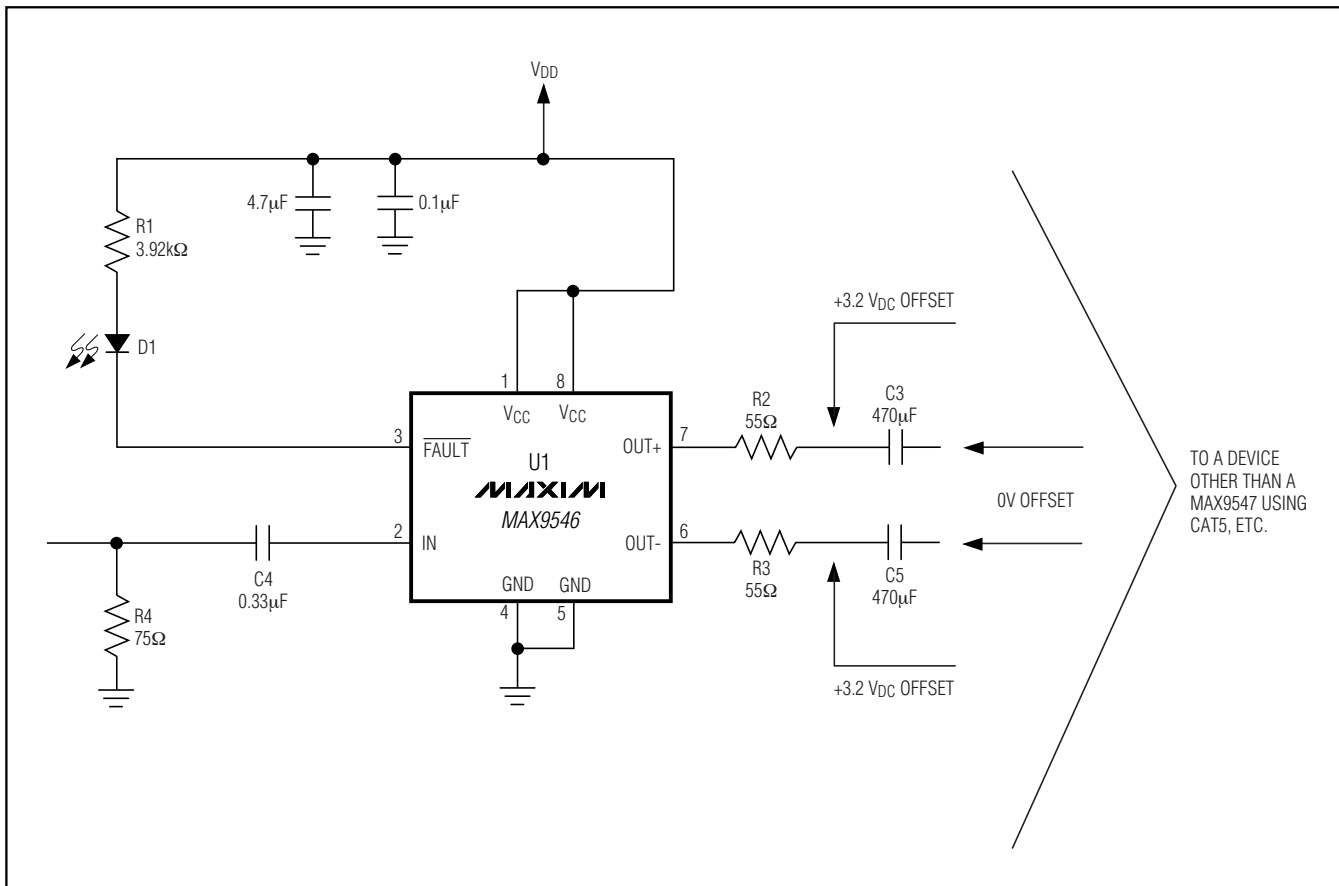 VDD
4.7µF
0.1µF
R1
3.92kΩ
D1
+3.2 VDC OFFSET
1
8
VCC
VCC
R2
55Ω
C3
470µF
3
FAULT
OUT+
7
U1
MAXIM
MAX9546
TO A DEVICE
OTHER THAN A
MAX9547 USING
CAT5, ETC.
0V OFFSET
2
IN
OUT-
6
C4
0.33µF
R3
55Ω
C5
470µF
GND
GND
4
5
R4
75Ω
+3.2 VDC OFFSET